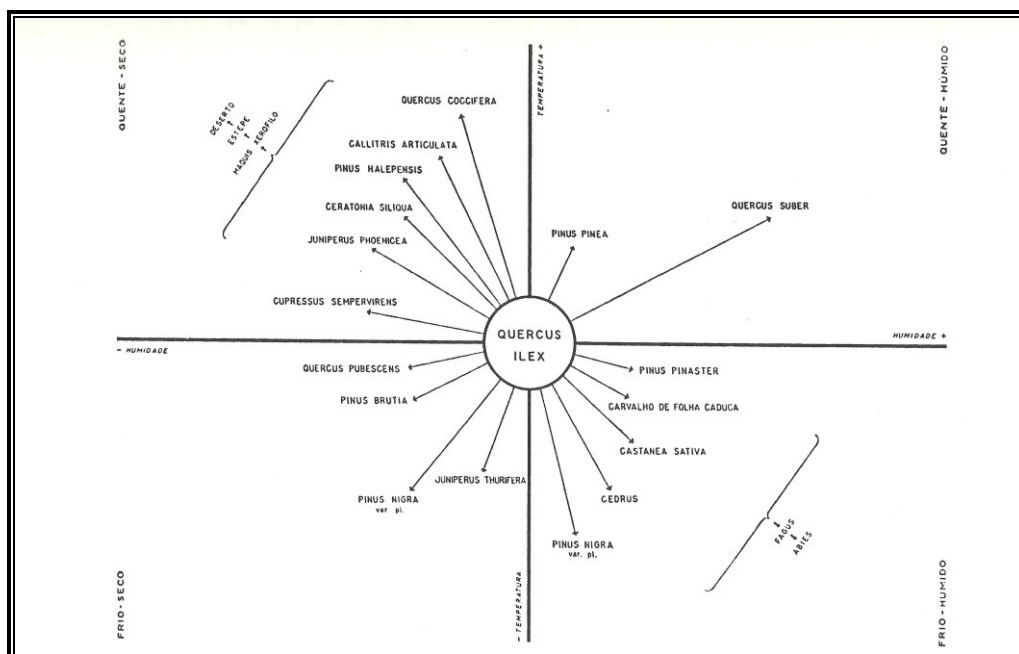 QUENTE - SECO
TEMPERATURA +
QUENTE - HÚMIDO
DESERTO
ESTEPE
MAQUIS XEROFILO
QUERCUS COCCIFERA
CALLITRIS ARTICULATA
PINUS HALEPENSIS
CERATONIA SILIQUA
JUNIPERUS PHOENICEA
CUPRESSUS SEMPERVIRENS
PINUS PINEA
QUERCUS SUBER
QUERCUS
ILEX
- HUMIDADE
HUMIDADE +
QUERCUS PUBESCENS
PINUS BRUTIA
PINUS NIGRA
var pl.
JUNIPERUS THURIFERA
PINUS PINASTER
CARVALHO DE FOLHA CADUCA
CASTANEA SATIVA
CEDRUS
PINUS NIGRA
var. pl.
FAGUS
ABIES
FRIO-SECO
- TEMPERATURA
FRIO-HUMIDO